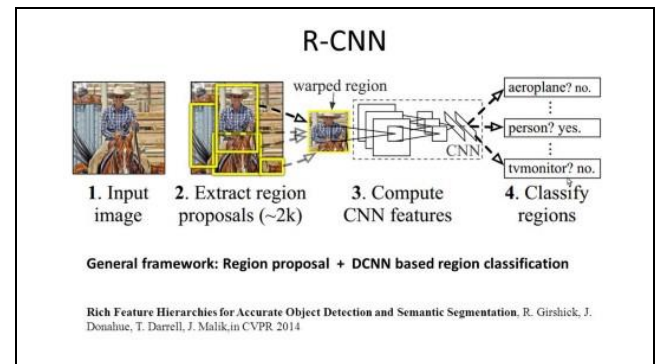 R-CNN
warped region
aeroplane? no.
person? yes.
CNN
tvmonitor? no.
1. Input
image
2. Extract region
proposals (~2k)
3. Compute
CNN features
4. Classify
regions
General framework: Region proposal + DCNN based region classification
Rich Feature Hierarchies for Accurate Object Detection and Semantic Segmentation, R. Girshick, J.
Donahue, T. Darrell, J. Malik,in CVPR 2014